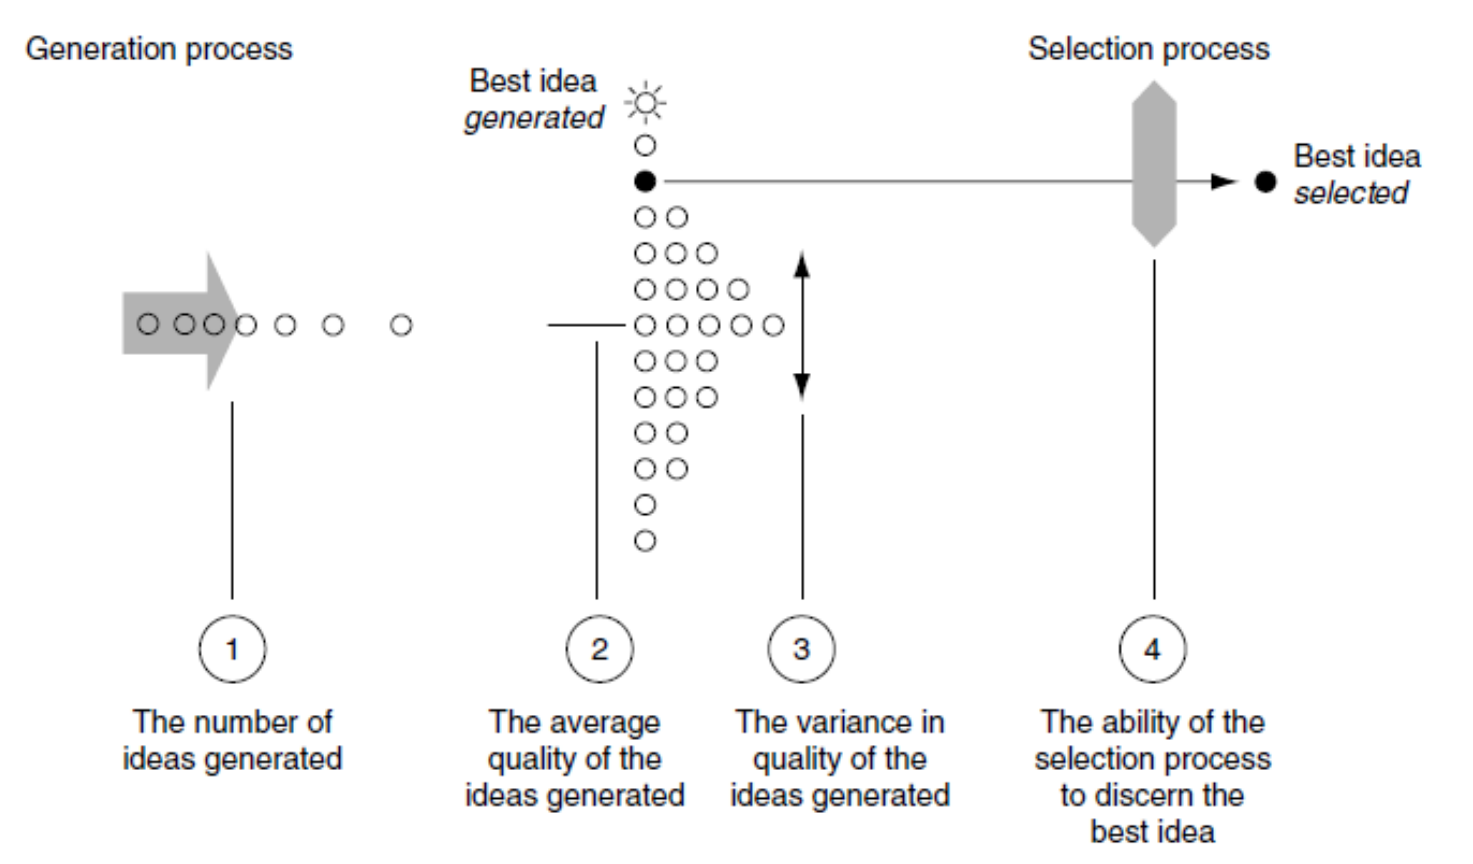 Generation process
Selection process
Best idea
generated
Best idea
selected
1
2
3
4
The number of
ideas generated
The average
quality of the
ideas generated
The variance in
quality of the
ideas generated
The ability of the
selection process
to discern the
best idea